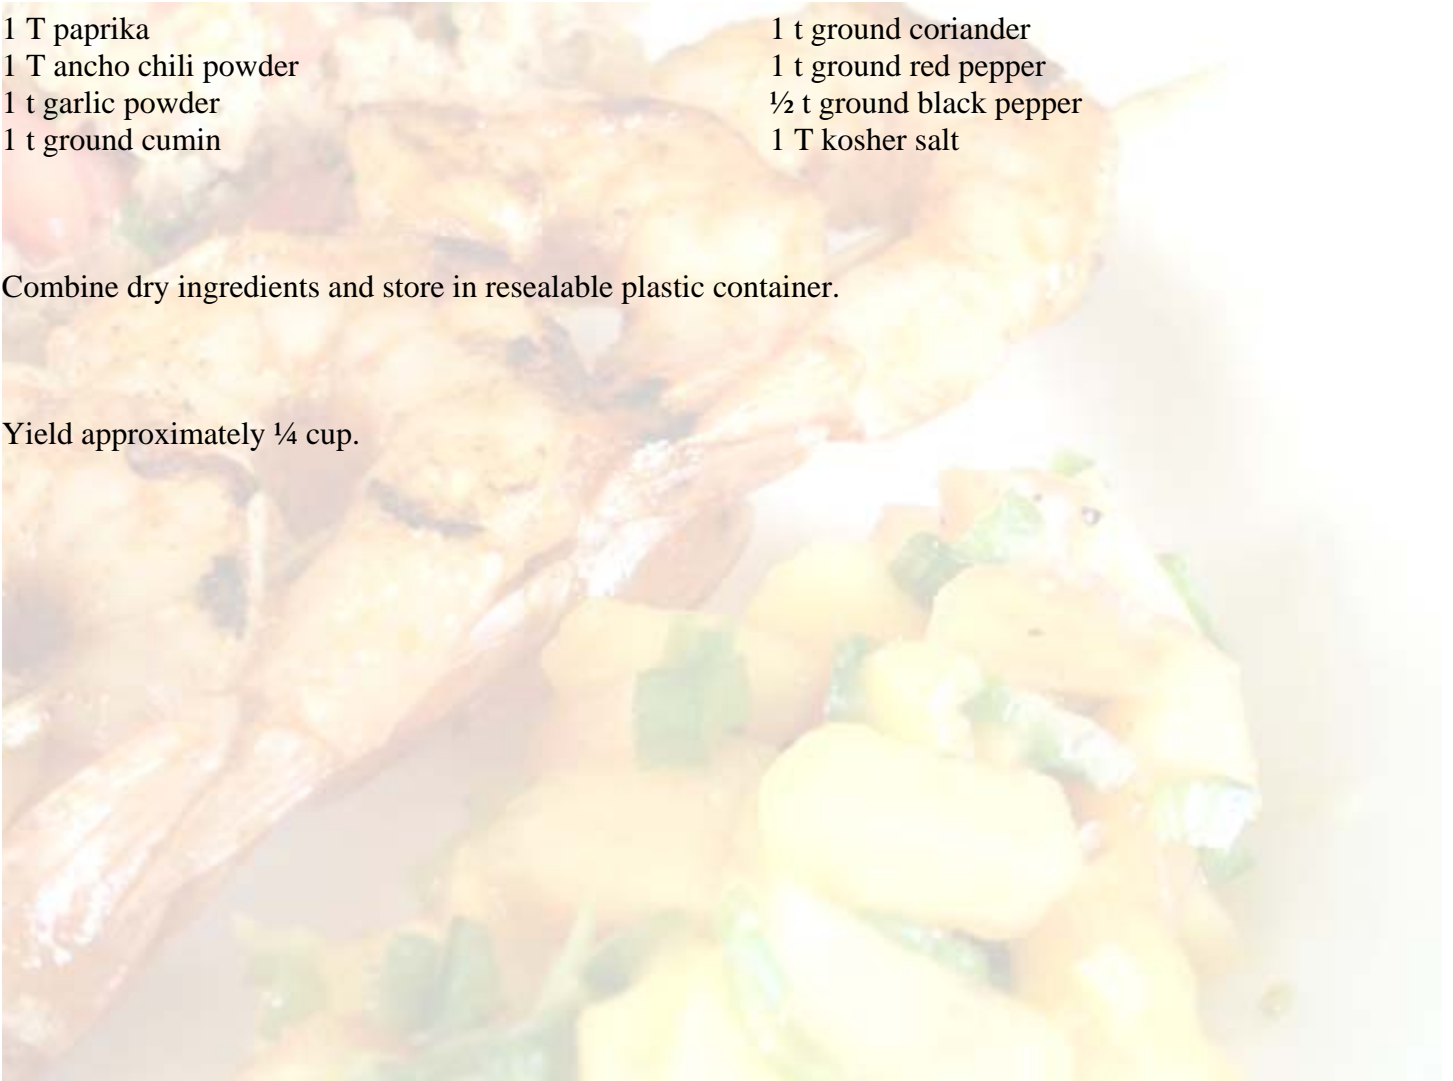 1 T paprika
1 T ancho chili powder
1 t garlic powder
1 t ground cumin
1 t ground coriander
1 t ground red pepper
½ t ground black pepper
1 T kosher salt
Combine dry ingredients and store in resealable plastic container.
Yield approximately ¼ cup.